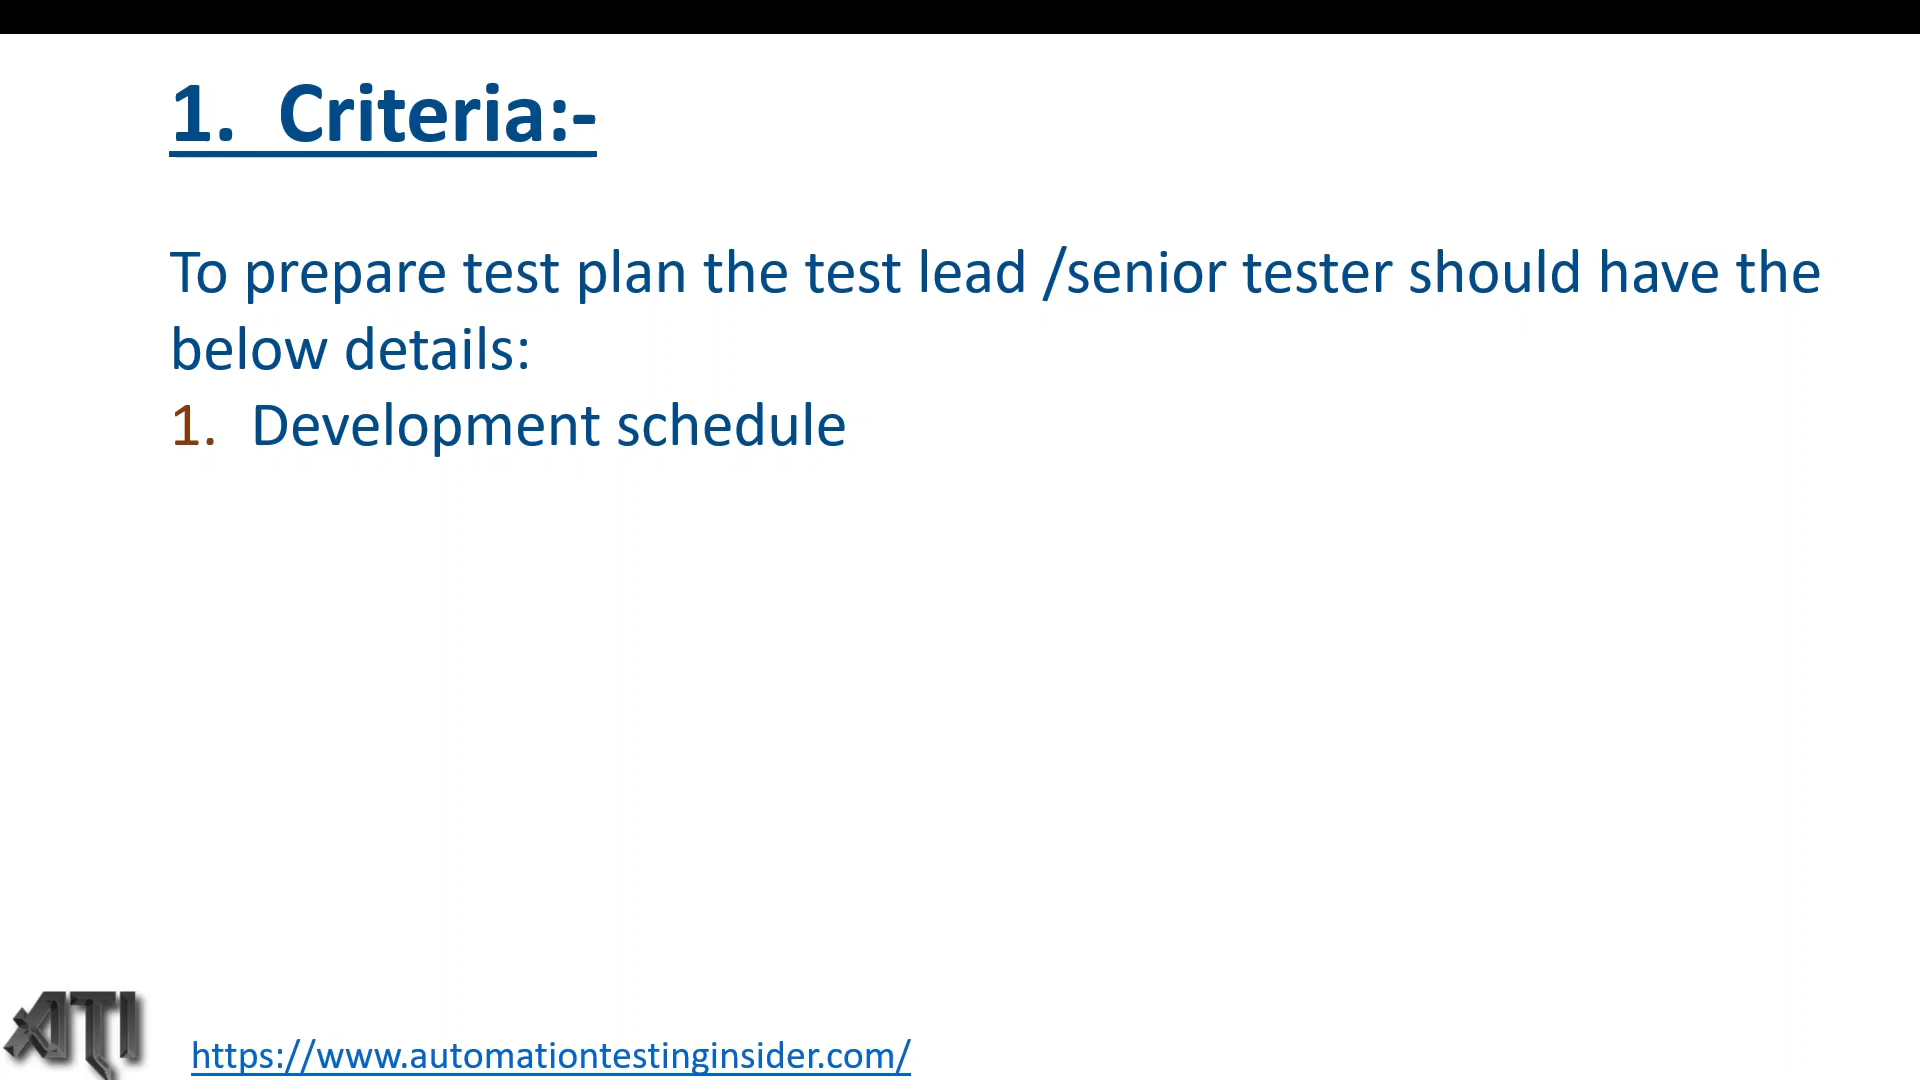 1. Criteria:-
To prepare test plan the test lead /senior tester should have the
below details:
1. Development schedule
ATI
https://www.automationtestinginsider.com/